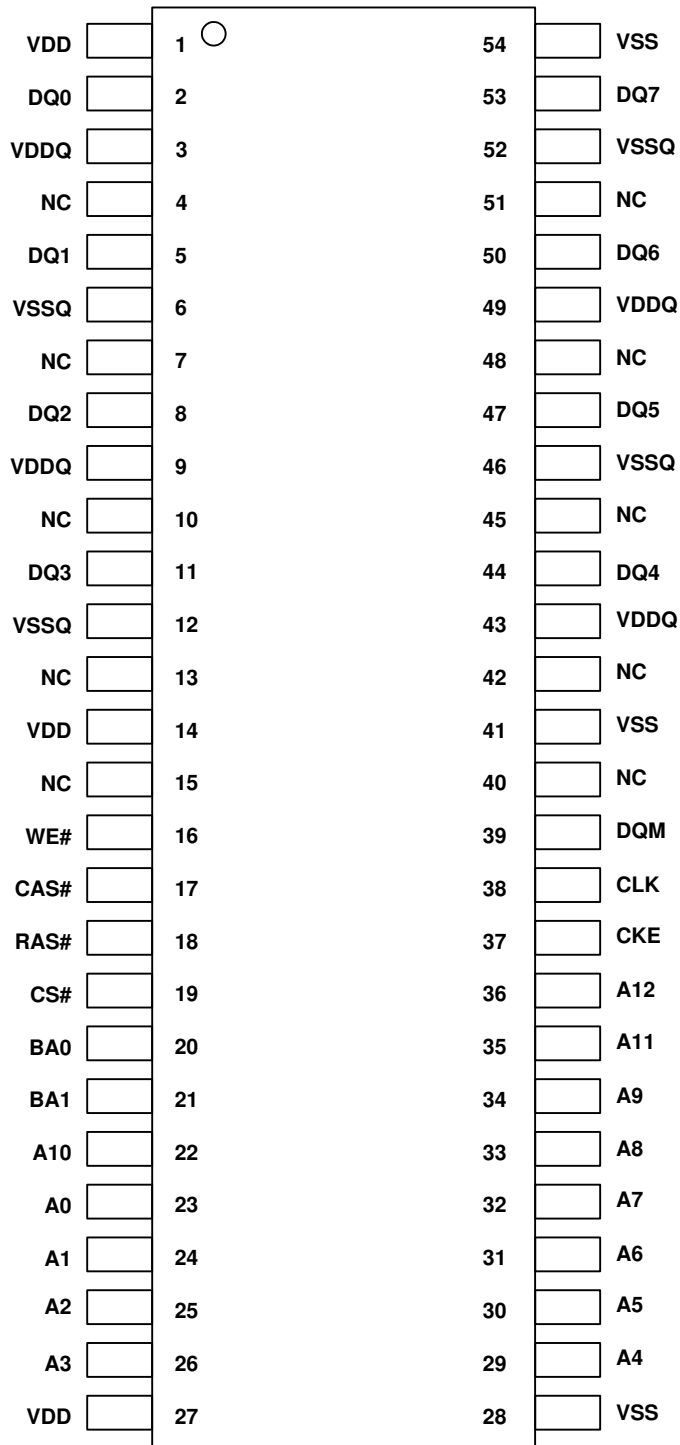 VDD 1 54 VSS
DQ0 2 53 DQ7
VDDQ 3 52 VSSQ
NC 4 51 NC
DQ1 5 50 DQ6
VSSQ 6 49 VDDQ
NC 7 48 NC
DQ2 8 47 DQ5
VDDQ 9 46 VSSQ
NC 10 45 NC
DQ3 11 44 DQ4
VSSQ 12 43 VDDQ
NC 13 42 NC
VDD 14 41 VSS
NC 15 40 NC
WE# 16 39 DQM
CAS# 17 38 CLK
RAS# 18 37 CKE
CS# 19 36 A12
BA0 20 35 A11
BA1 21 34 A9
A10 22 33 A8
A0 23 32 A7
A1 24 31 A6
A2 25 30 A5
A3 26 29 A4
VDD 27 28 VSS